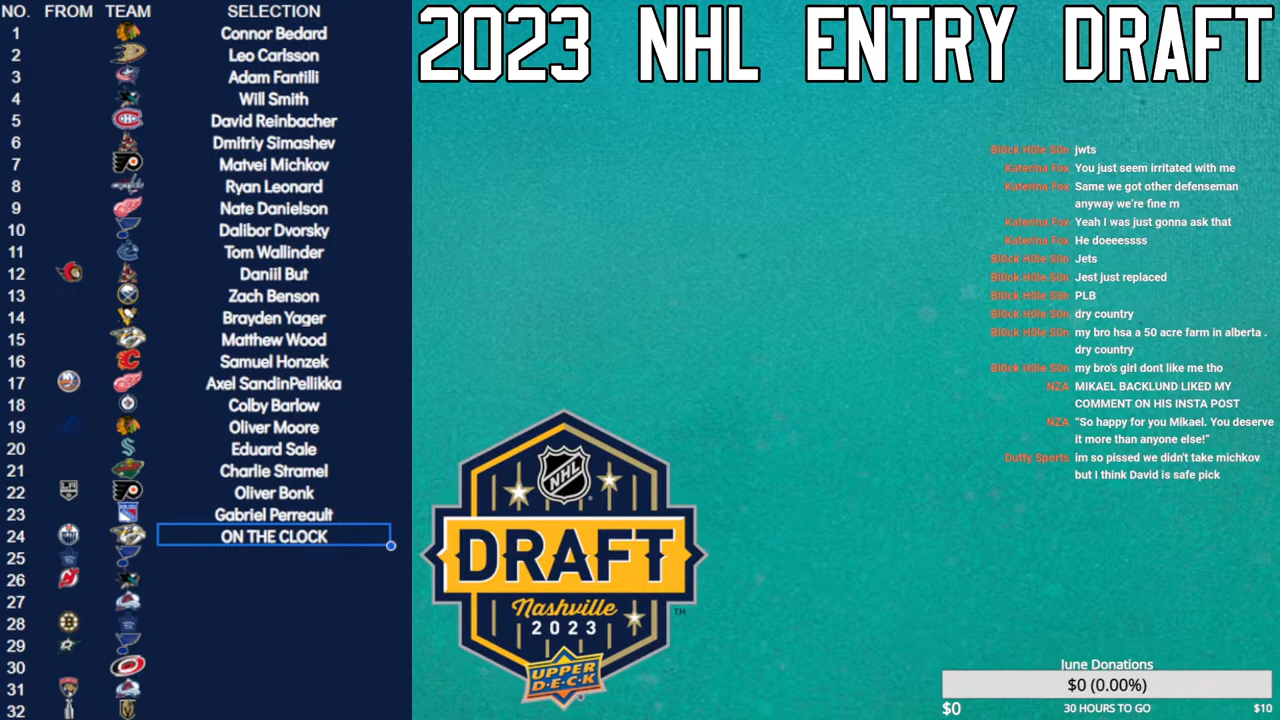 2023 NHL ENTRY DRAFT
NO. FROM TEAM SELECTION
1 Connor Bedard
2 Leo Carlsson
3 Adam Fantilli
4 Will Smith
5 David Reinbacher
6 Dmitriy Simashev
7 Matvei Michkov
8 Ryan Leonard
9 Nate Danielson
10 Dalibor Dvorsky
11 Tom Wallinder
12 Daniil But
13 Zach Benson
14 Brayden Yager
15 Matthew Wood
16 Samuel Honzek
17 Axel SandinPellikka
18 Colby Barlow
19 Oliver Moore
20 Eduard Sale
21 Charlie Stramel
22 Oliver Bonk
23 Gabriel Perreault
24 ON THE CLOCK
25
26
27
28
29
30
31
32
Bl0ck H0le S0n jwts
Katerina Fox You just seem irritated with me
Katerina Fox Same we got other defenseman
anyway we're fine rn
Katerina Fox Yeah I was just gonna ask that
Katerina Fox He doeeessss
Bl0ck H0le S0n Jets
Bl0ck H0le S0n Jest just replaced
Bl0ck H0le S0n PLB
Bl0ck H0le S0n dry country
Bl0ck H0le S0n my bro hsa a 50 acre farm in alberta .
dry country
Bl0ck H0le S0n my bro's girl dont like me tho
NZA MIKAEL BACKLUND LIKED MY
COMMENT ON HIS INSTA POST
NZA “So happy for you Mikael. You deserve
it more than anyone else!”
Dutty Sports im so pissed we didn't take michkov
but I think David is safe pick
NHL
DRAFT
Nashville
2023
TM
UPPER
D·E·C·K
June Donations
$0 (0.00%)
$0 30 HOURS TO GO $10